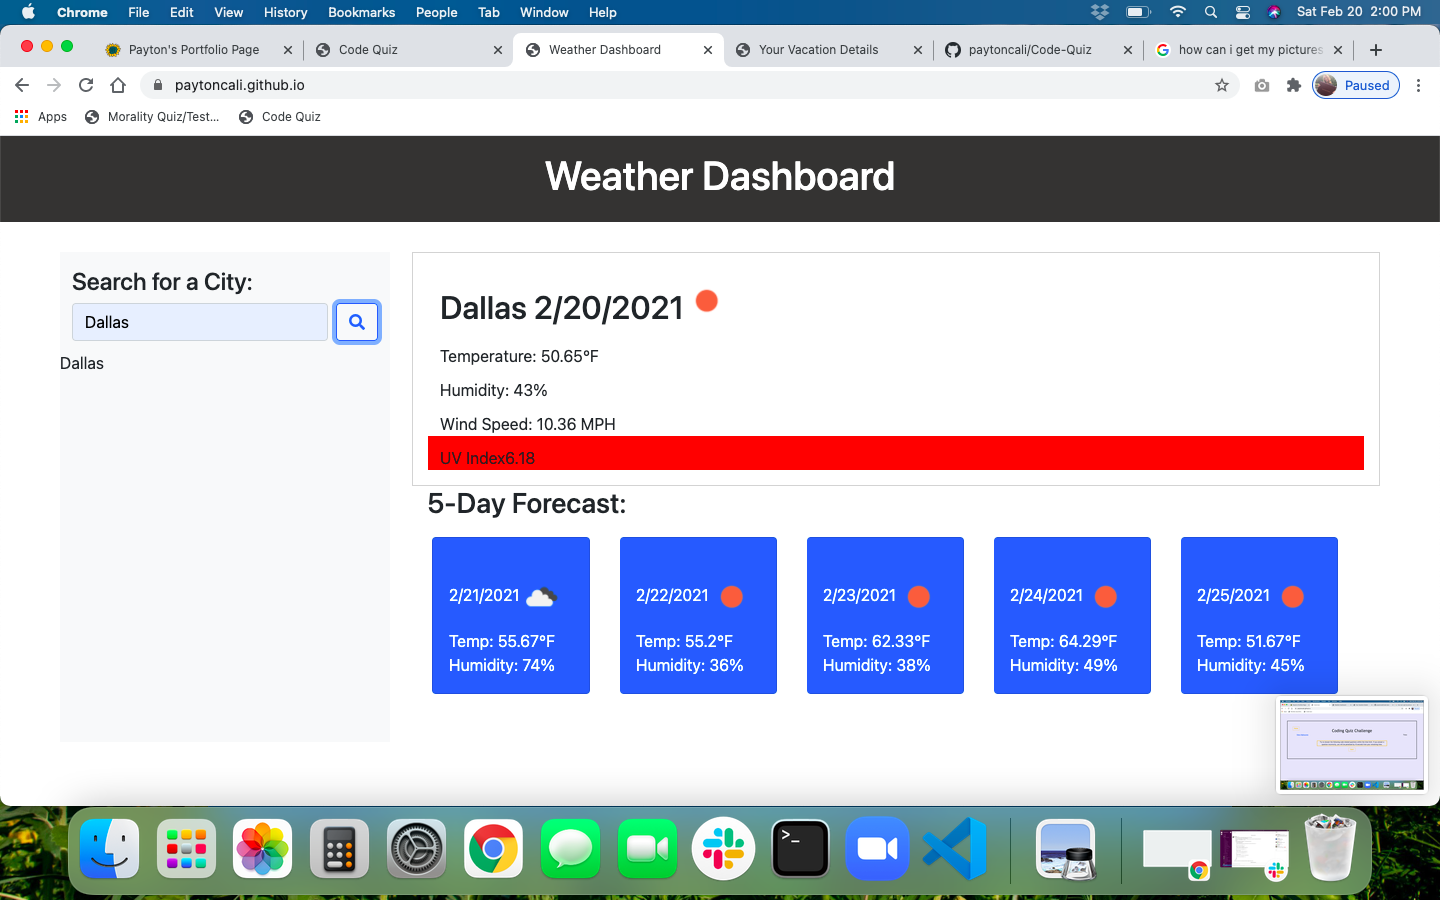 Chrome File Edit View History Bookmarks People Tab Window Help Sat Feb 20 2:00 PM
Payton's Portfolio Page Code Quiz Weather Dashboard Your Vacation Details paytoncali/Code-Quiz how can i get my pictures
paytoncali.github.io Paused
Apps Morality Quiz/Test... Code Quiz
Weather Dashboard
Search for a City:
Dallas
Dallas
Dallas 2/20/2021
Temperature: 50.65°F
Humidity: 43%
Wind Speed: 10.36 MPH
UV Index6.18
5-Day Forecast:
2/21/2021
Temp: 55.67°F
Humidity: 74%
2/22/2021
Temp: 55.2°F
Humidity: 36%
2/23/2021
Temp: 62.33°F
Humidity: 38%
2/24/2021
Temp: 64.29°F
Humidity: 49%
2/25/2021
Temp: 51.67°F
Humidity: 45%
Coding Quiz Challenge